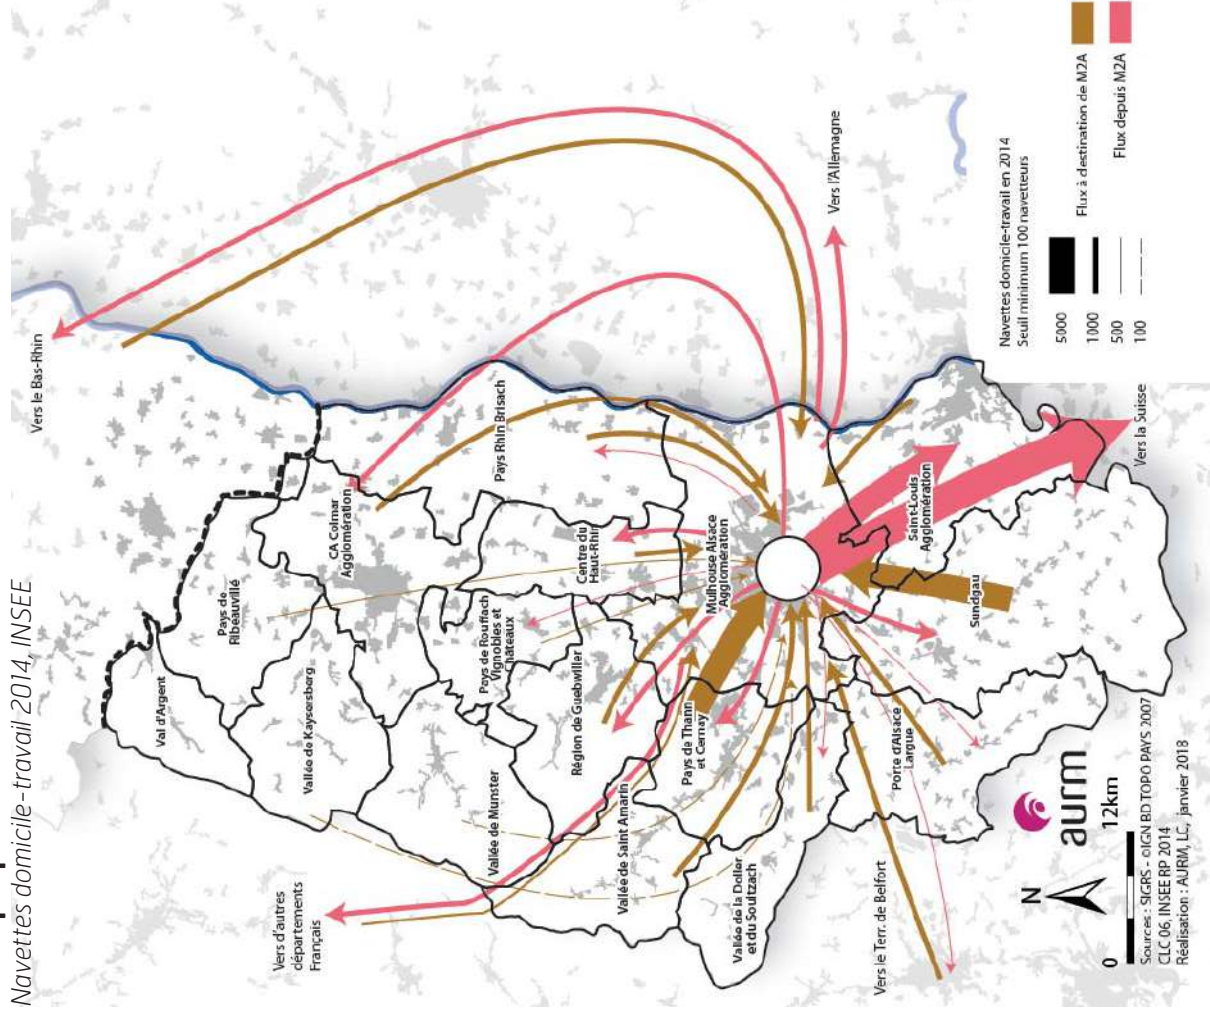 Navettes domicile-travail 2014, INSEE
Vers le Bas-Rhin
Val d'Argent
Pays de
Ribeauvillé
CA Colmar
Agglomération
Vallée de Kaysersberg
Pays Rhin Brisach
Pays de Rouffach
Vignobles et
Châteaux
Centre du
Haut-Rhin
Vallée de Munster
Région de Guebwiller
Vers d'autres
départements
Français
Vallée de Saint Amarin
Pays de Thann
et Cernay
Mulhouse Alsace
Agglomération
Vers l'Allemagne
Vallée de la Doller
et du Soultzach
Vers le Terr. de Belfort
Porte d'Alsace
Largue
Sundgau
Saint-Louis
Agglomération
Vers la Suisse
Navettes domicile-travail en 2014
Seuil minimum 100 navetteurs
5000
1000
500
100
Flux à destination de M2A
Flux depuis M2A
N
aurm
0
12km
Sources : SIGRS - ©IGN BD TOPO PAYS 2007
CLC 06, INSEE RP 2014
Réalisation : AURM, LC, janvier 2018